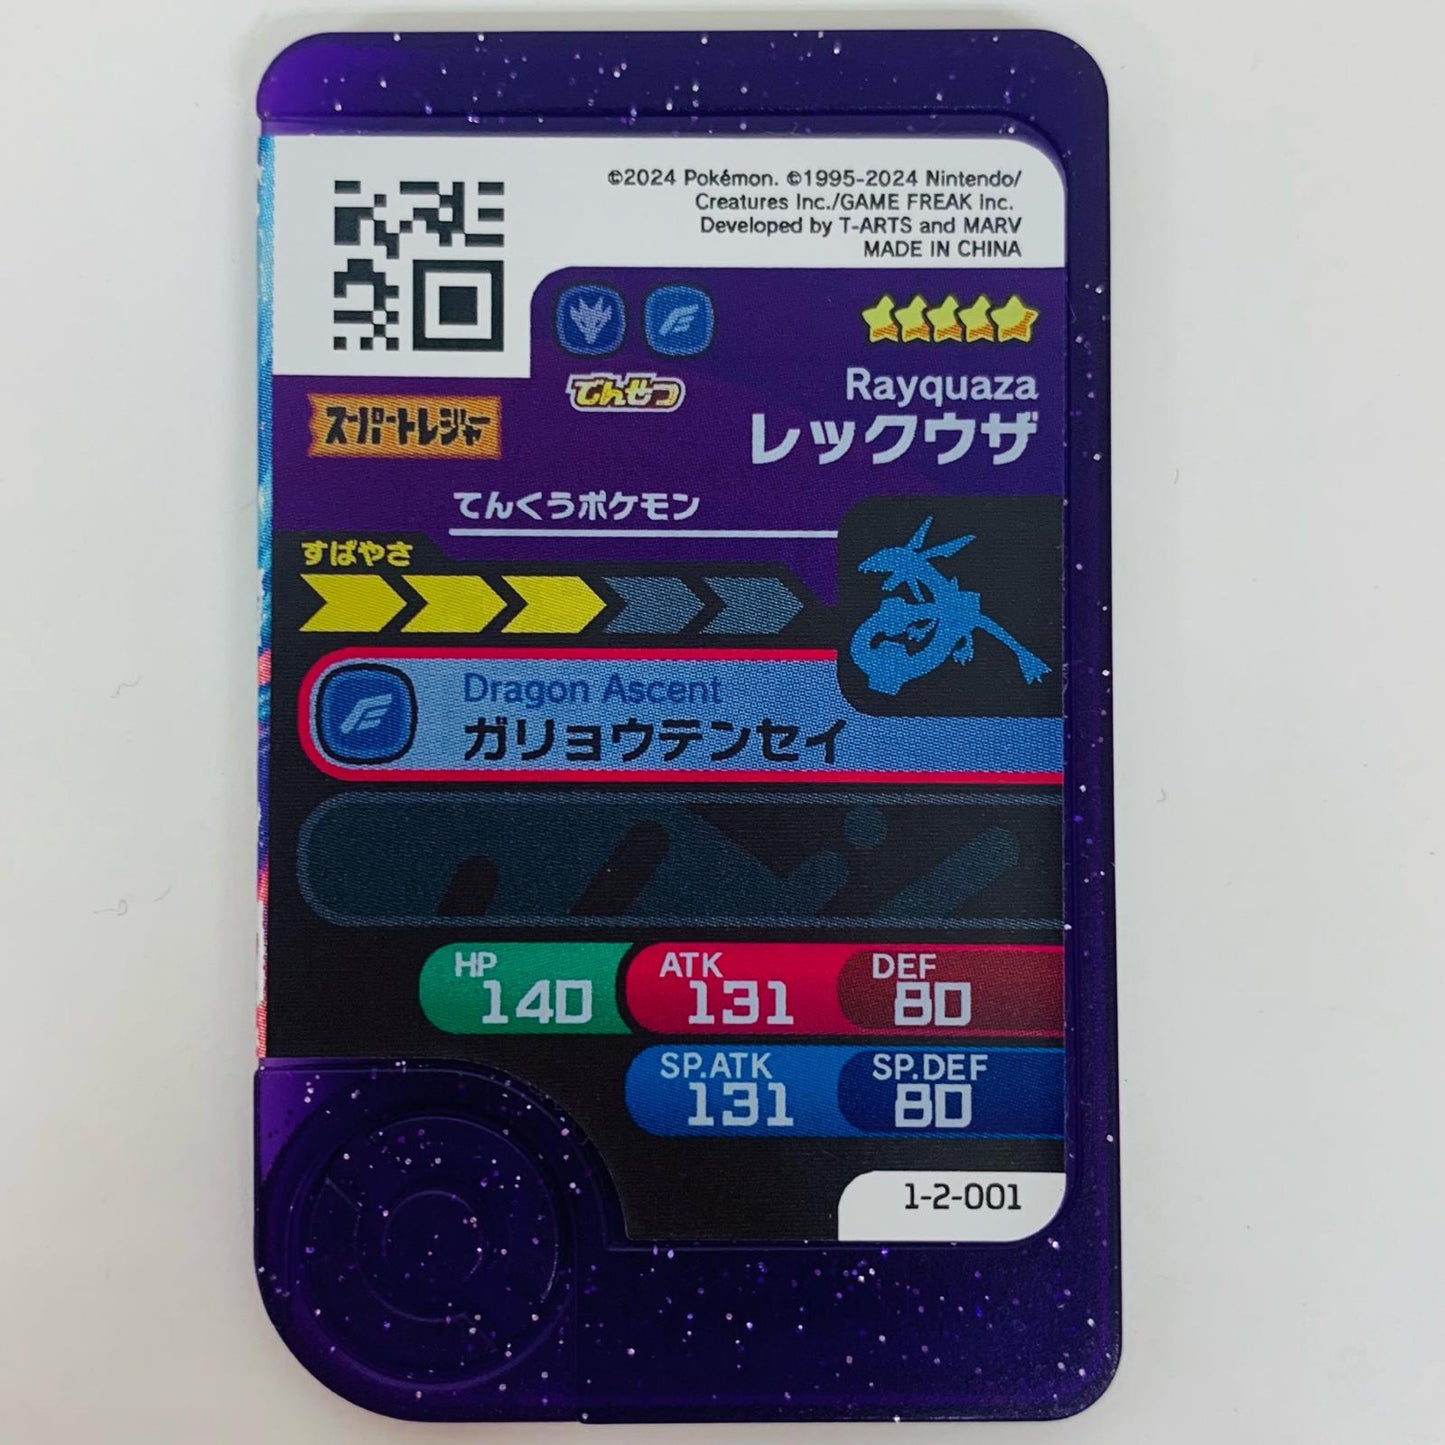 ©2024 Pokémon. ©1995-2024 Nintendo/
Creatures Inc./GAME FREAK inc.
Developed by T-ARTS and MARV
MADE IN CHINA
でんせつ
スーパートレジャー
Rayquaza
レックウザ
てんくうポケモン
すばやさ
Dragon Ascent
ガリョウテンセイ
HP
140
ATK
131
DEF
80
SP.ATK
131
SP.DEF
80
1-2-001